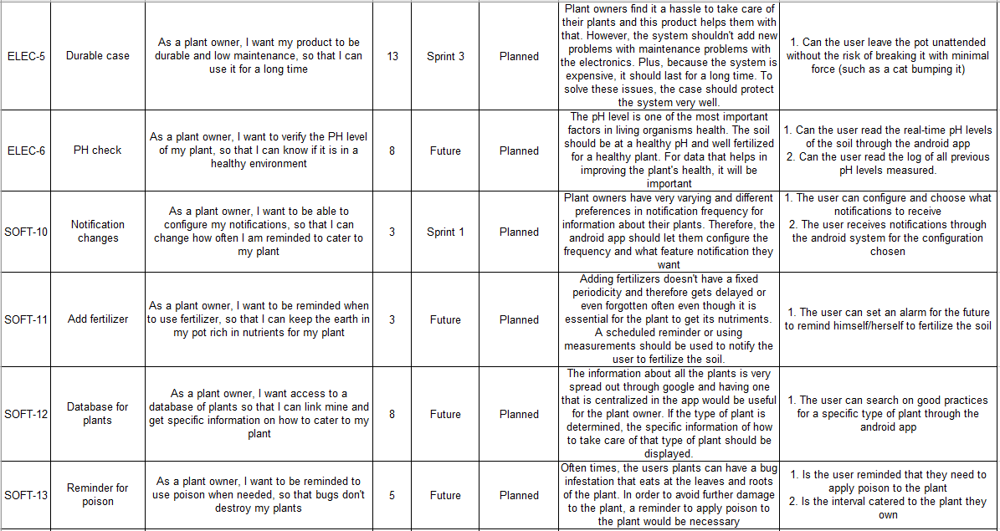 ELEC-5
Durable case
As a plant owner, I want my product to be
durable and low maintenance, so that I can
use it for a long time
13
Sprint 3
Planned
Plant owners find it a hassle to take care of
their plants and this product helps them with
that. However, the system shouldn't add new
problems with maintenance problems with
the electronics. Plus, because the system is
expensive, it should last for a long time. To
solve these issues, the case should protect
the system very well.
1. Can the user leave the pot unattended
without the risk of breaking it with minimal
force (such as a cat bumping it)
ELEC-6
PH check
As a plant owner, I want to verify the PH level
of my plant, so that I can know if it is in a
healthy environment
8
Future
Planned
The pH level is one of the most important
factors in living organisms health. The soil
should be at a healthy pH and well fertilized
for a healthy plant. For data that helps in
improving the plant's health, it will be
important
1. Can the user read the real-time pH levels
of the soil through the android app
2. Can the user read the log of all previous
pH levels measured.
SOFT-10
Notification
changes
As a plant owner, I want to be able to
configure my notifications, so that I can
change how often I am reminded to cater to
my plant
3
Sprint 1
Planned
Plant owners have very varying and different
preferences in notification frequency for
information about their plants. Therefore, the
android app should let them configure the
frequency and what feature notification they
want
1. The user can configure and choose what
notifications to receive
2. The user receives notifications through
the android system for the configuration
chosen
SOFT-11
Add fertilizer
As a plant owner, I want to be reminded when
to use fertilizer, so that I can keep the earth in
my pot rich in nutrients for my plant
3
Future
Planned
Adding fertilizers doesn't have a fixed
periodicity and therefore gets delayed or
even forgotten often even though it is
essential for the plant to get its nutriments.
A scheduled reminder or using
measurements should be used to notify the
user to fertilize the soil.
1. The user can set an alarm for the future
to remind himself/herself to fertilize the soil
SOFT-12
Database for
plants
As a plant owner, I want access to a
database of plants so that I can link mine and
get specific information on how to cater to my
plant
8
Future
Planned
The information about all the plants is very
spread out through google and having one
that is centralized in the app would be useful
for the plant owner. If the type of plant is
determined, the specific information of how
to take care of that type of plant should be
displayed.
1. The user can search on good practices
for a specific type of plant through the
android app
SOFT-13
Reminder for
poison
As a plant owner, I want to be reminded to
use poison when needed, so that bugs don't
destroy my plants
5
Future
Planned
Often times, the users plants can have a bug
infestation that eats at the leaves and roots
of the plant. In order to avoid further damage
to the plant, a reminder to apply poison to
the plant would be necessary
1. Is the user reminded that they need to
apply poison to the plant
2. Is the interval catered to the plant they
own